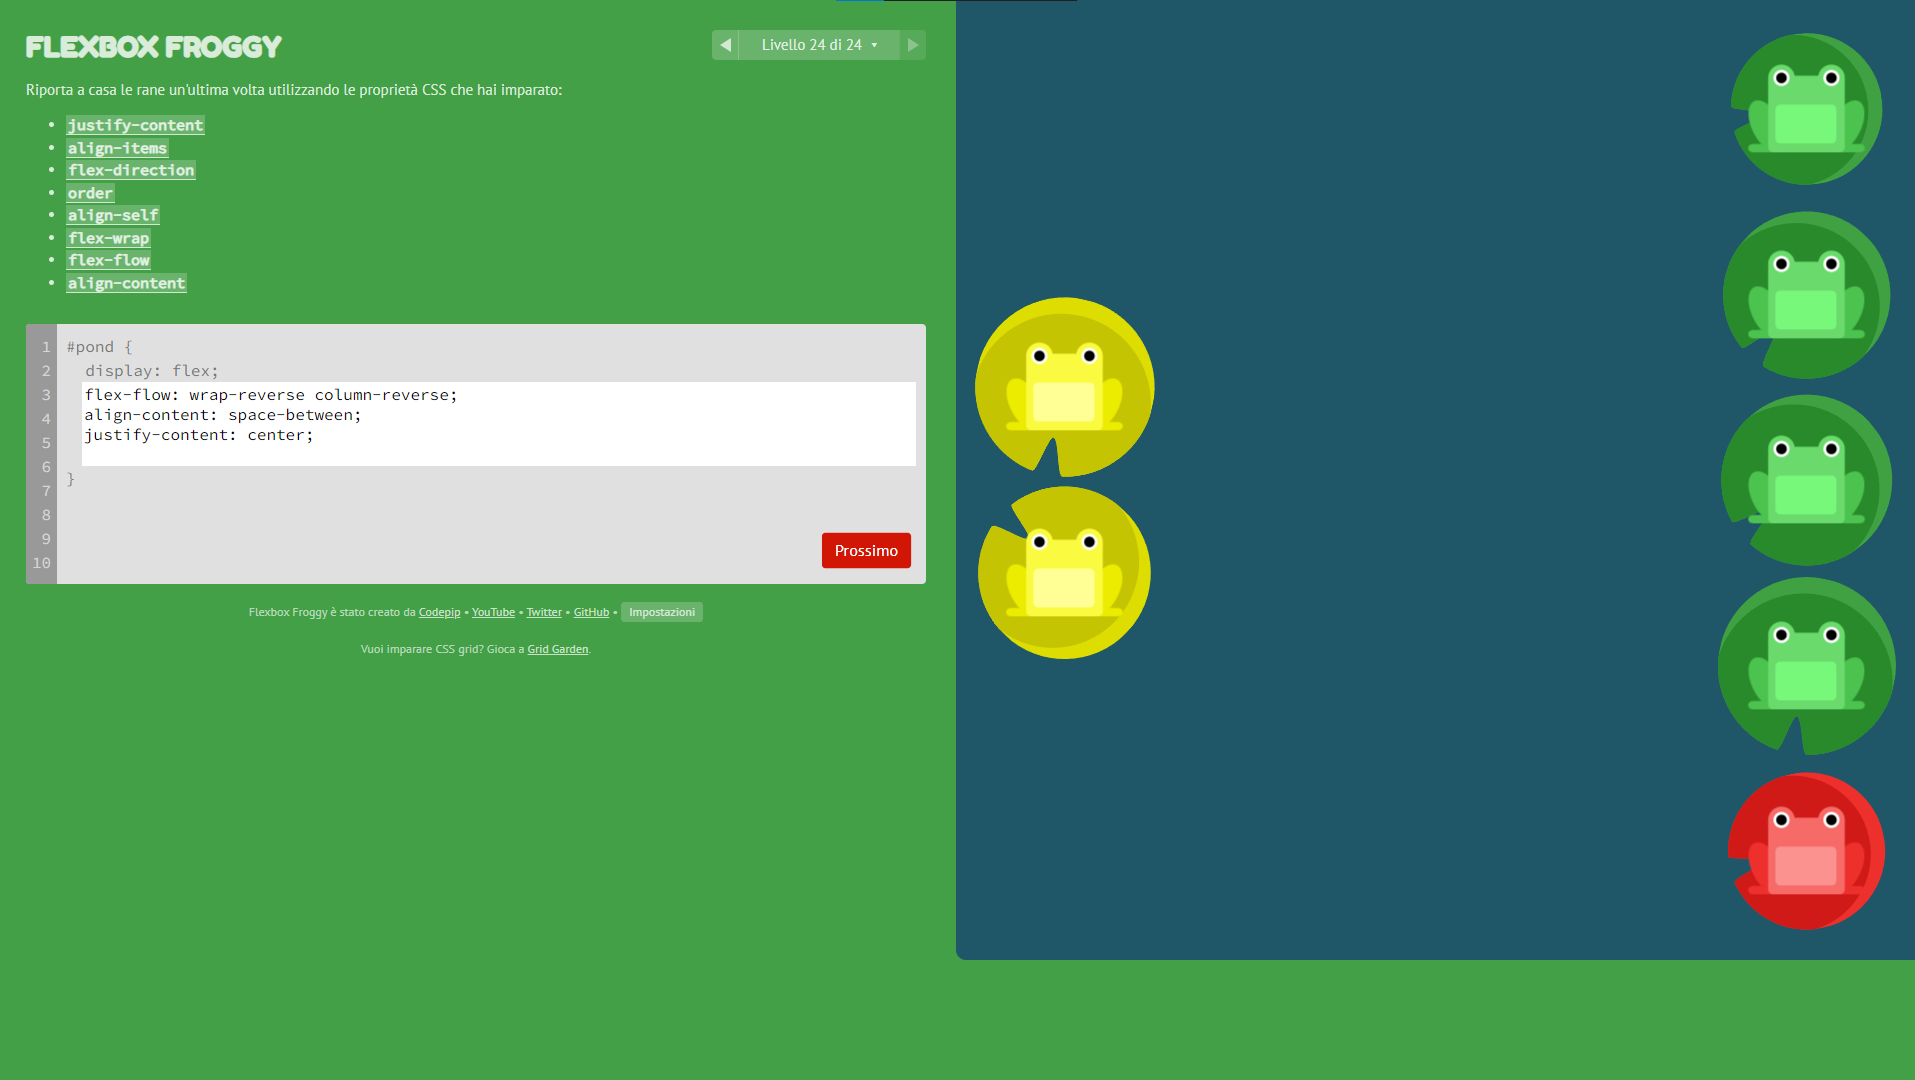 FLEXBOX FROGGY
Livello 24 di 24
Riporta a casa le rane un'ultima volta utilizzando le proprietà CSS che hai imparato:
• justify-content
• align-items
• flex-direction
• order
• align-self
• flex-wrap
• flex-flow
• align-content
1 #pond {
2 display: flex;
3 flex-flow: wrap-reverse column-reverse;
4 align-content: space-between;
5 justify-content: center;
6 }
7
8
9
10
Prossimo
Flexbox Froggy è stato creato da Codepip • YouTube • Twitter • GitHub • Impostazioni
Vuoi imparare CSS grid? Gioca a Grid Garden.